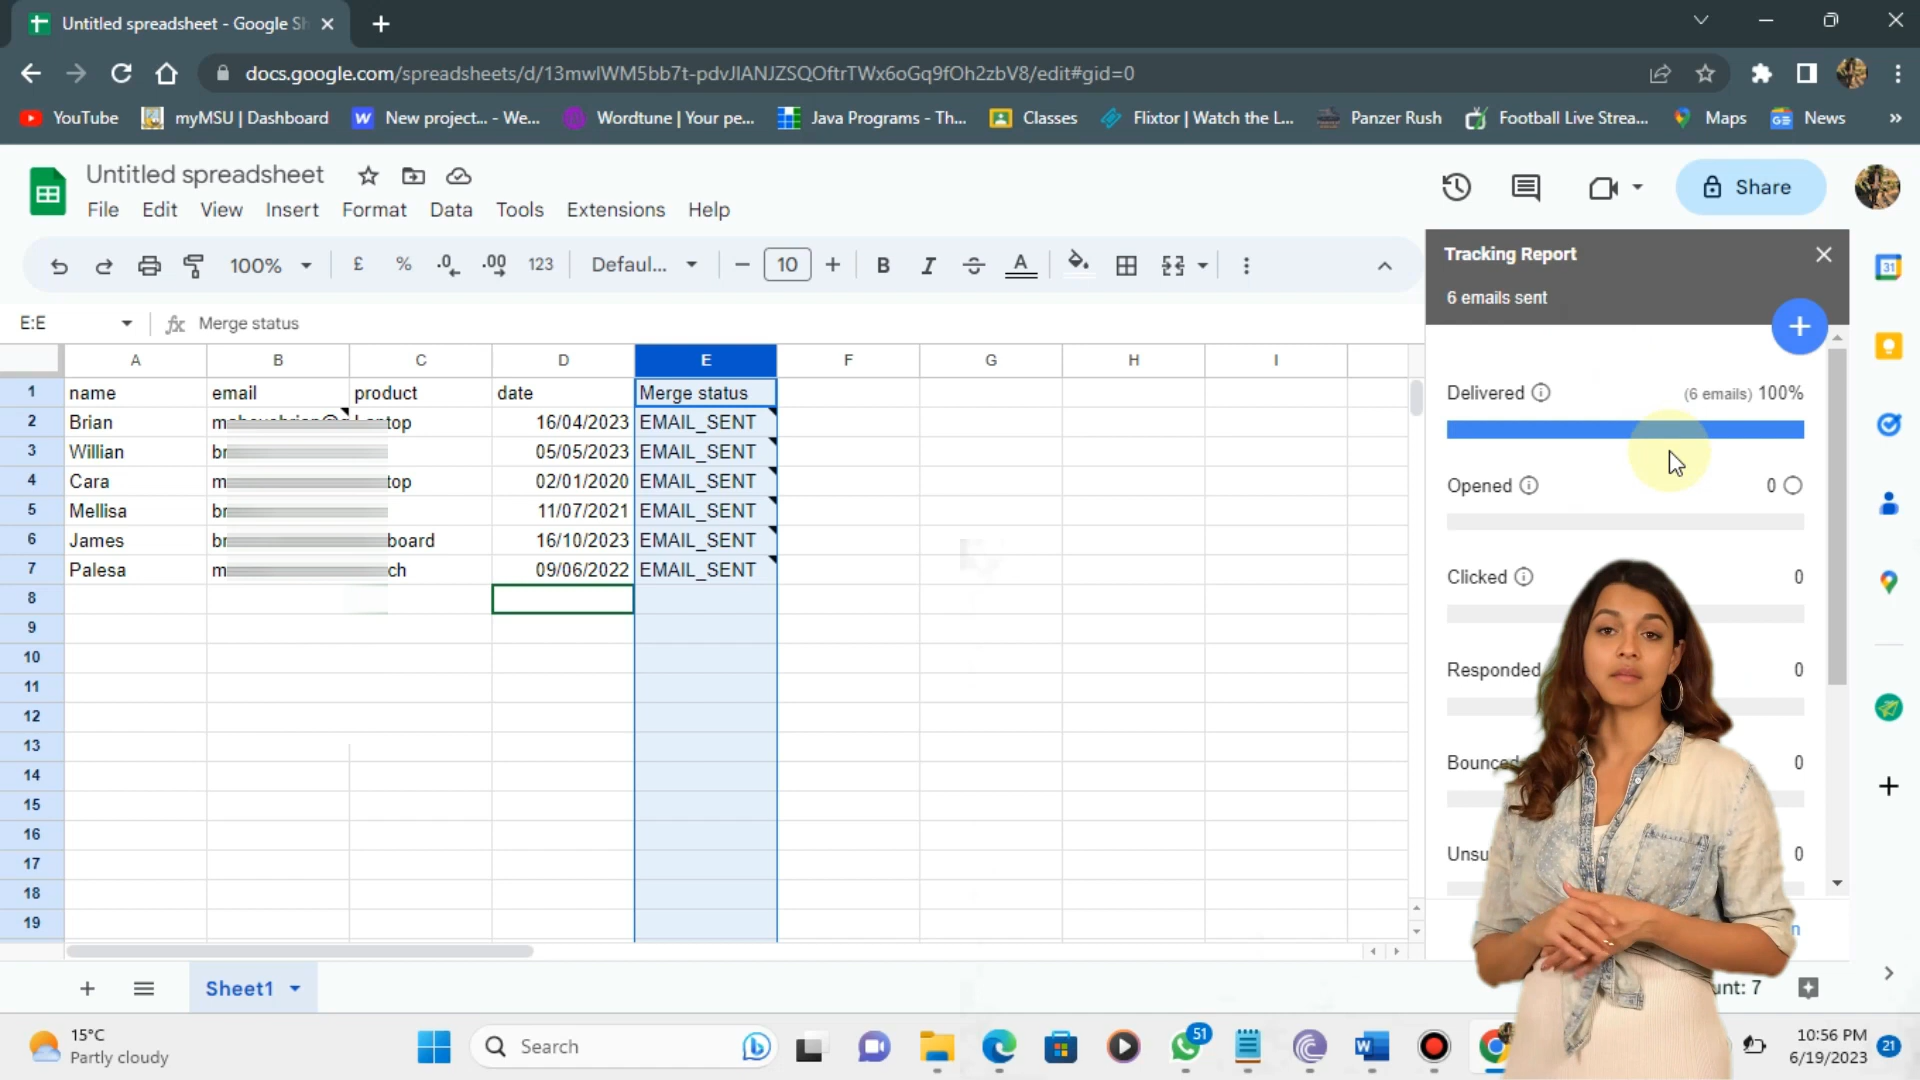 Untitled spreadsheet - Google Sh
docs.google.com/spreadsheets/d/13mwlWM5bb7t-pdvJlANJZSQOftrTWx6oGq9fOh2zbV8/edit#gid=0
YouTube myMSU | Dashboard New project... - We... Wordtune | Your pe... Java Programs - Th... Classes Flixtor | Watch the L... Panzer Rush Football Live Strea... Maps News »
Untitled spreadsheet
File Edit View Insert Format Data Tools Extensions Help
Share
100% £ % .0 .00 123 Defaul... 10 B I A
Tracking Report
6 emails sent
E:E fx Merge status
A B C D E F G H I
1 name email product date Merge status
2 Brian top 16/04/2023 EMAIL_SENT
3 Willian br 05/05/2023 EMAIL_SENT
4 Cara m top 02/01/2020 EMAIL_SENT
5 Mellisa br 11/07/2021 EMAIL_SENT
6 James br board 16/10/2023 EMAIL_SENT
7 Palesa m ch 09/06/2022 EMAIL_SENT
8
9
10
11
12
13
14
15
16
17
18
19
Delivered (6 emails) 100%
Opened 0
Clicked 0
Responded 0
Bounced 0
Unsu 0
n
31
Sheet1
unt: 7
15°C
Partly cloudy
Search
51
W
10:56 PM
6/19/2023
21